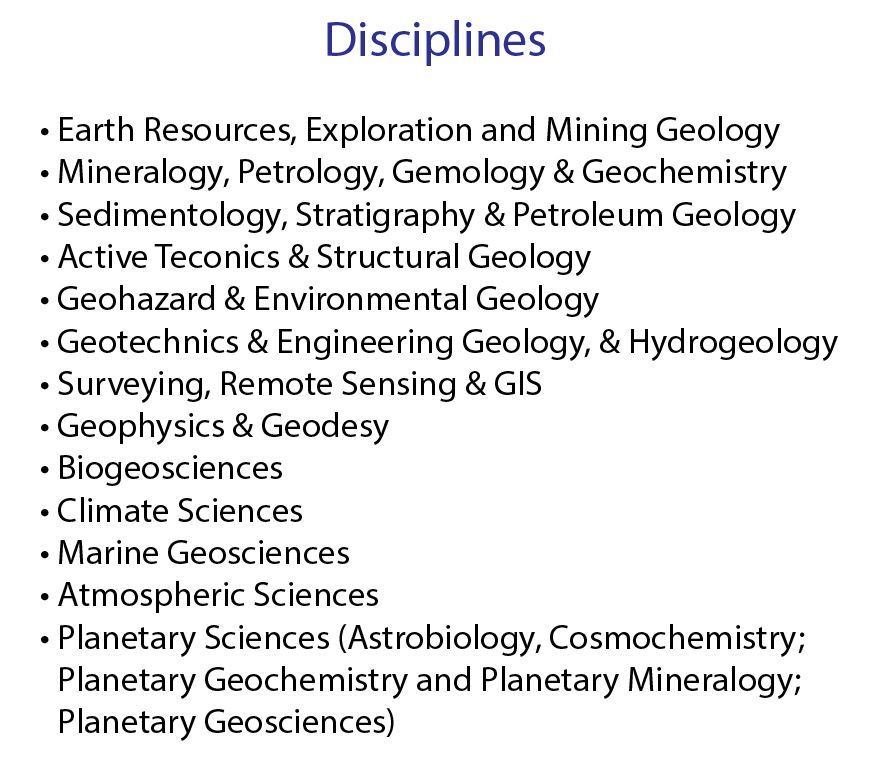 Disciplines
• Earth Resources, Exploration and Mining Geology
• Mineralogy, Petrology, Gemology & Geochemistry
• Sedimentology, Stratigraphy & Petroleum Geology
• Active Teconics & Structural Geology
• Geohazard & Environmental Geology
• Geotechnics & Engineering Geology, & Hydrogeology
• Surveying, Remote Sensing & GIS
• Geophysics & Geodesy
• Biogeosciences
• Climate Sciences
• Marine Geosciences
• Atmospheric Sciences
• Planetary Sciences (Astrobiology, Cosmochemistry;
Planetary Geochemistry and Planetary Mineralogy;
Planetary Geosciences)